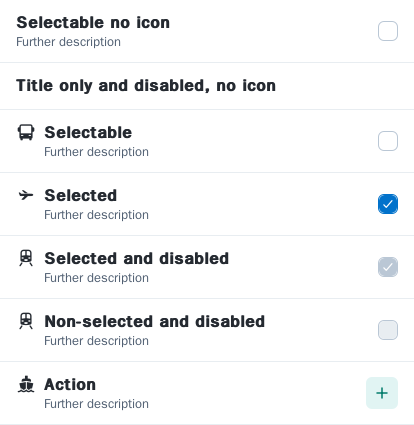 Selectable no icon
Further description
Title only and disabled, no icon
Selectable
Further description
Selected
Further description
Selected and disabled
Further description
Non-selected and disabled
Further description
Action
Further description